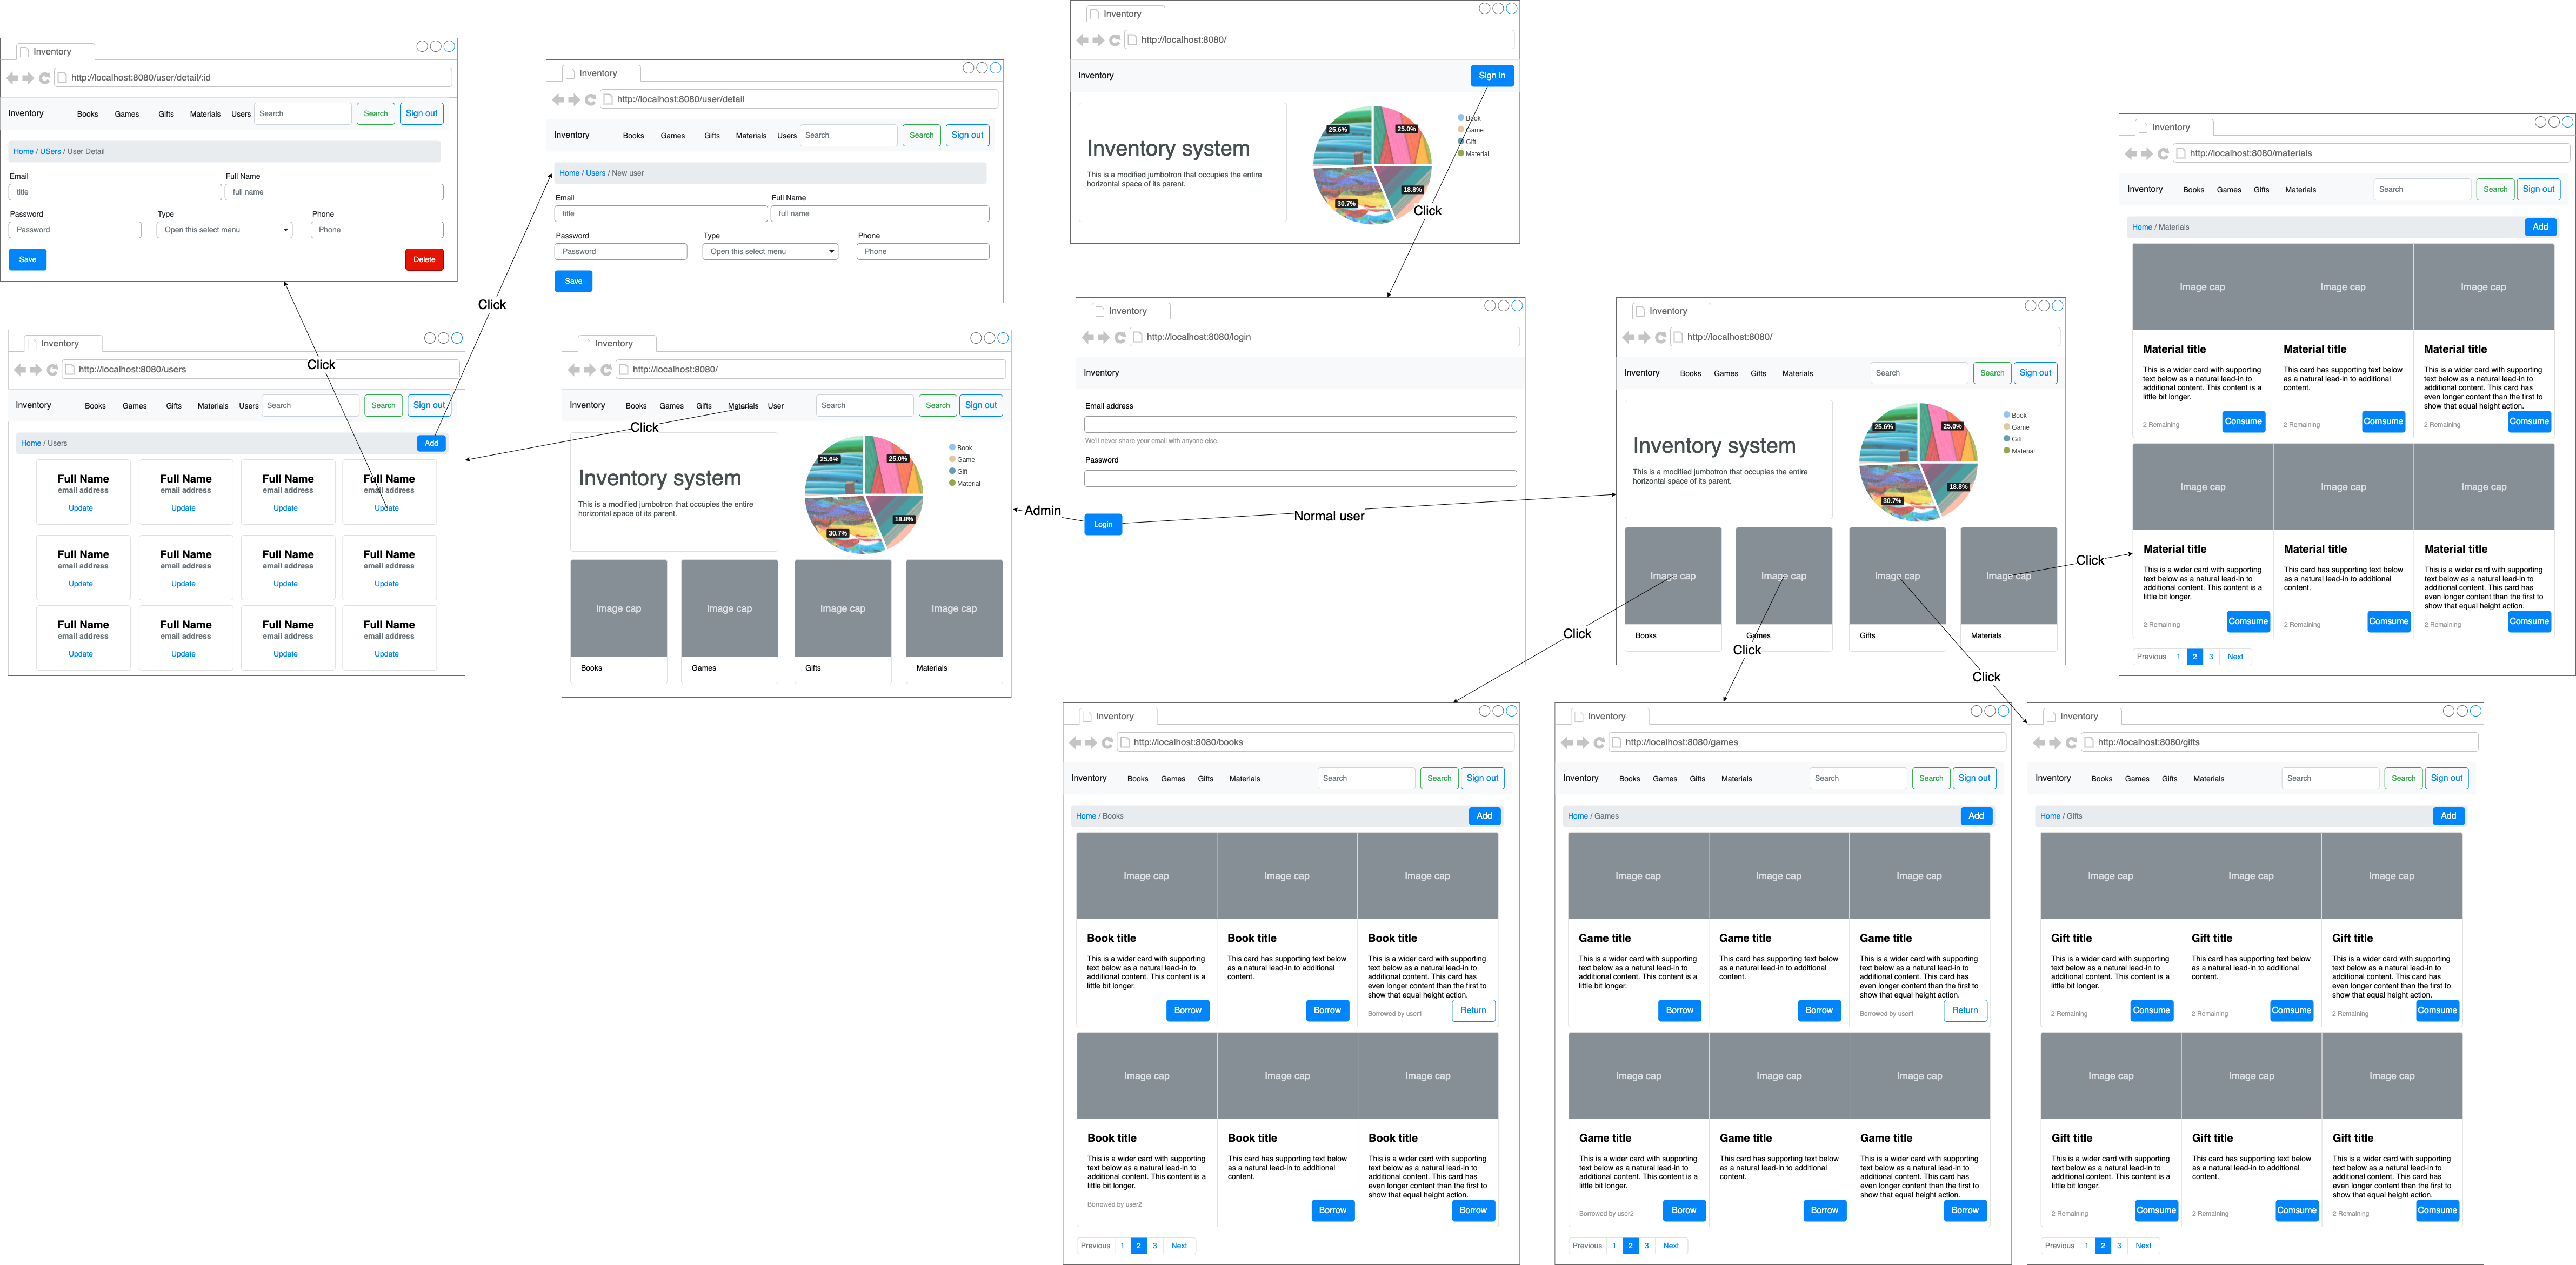 Inventory
http://localhost:8080/user/detail/:id
Inventory Books Games Gifts Materials Users Search Search Sign out
Home / USers / User Detail
Email Full Name
title full name
Password Type Phone
Password Open this select menu Phone
Save Delete
Inventory
http://localhost:8080/user/detail
Inventory Books Games Gifts Materials Users Search Search Sign out
Home / Users / New user
Email Full Name
title full name
Password Type Phone
Password Open this select menu Phone
Save
Click
Click
Inventory
http://localhost:8080/users
Inventory Books Games Gifts Materials Users Search Search Sign out
Home / Users Add
Full Name Full Name Full Name Full Name
email address email address email address email address
Update Update Update Update
Full Name Full Name Full Name Full Name
email address email address email address email address
Update Update Update Update
Full Name Full Name Full Name Full Name
email address email address email address email address
Update Update Update Update
Click
Inventory
http://localhost:8080/
Inventory Books Games Gifts Materials User Search Search Sign out
Inventory system
This is a modified jumbotron that occupies the entire
horizontal space of its parent.
25.6% 25.0%
30.7% 18.8%
Book
Game
Gift
Material
Image cap Image cap Image cap Image cap
Books Games Gifts Materials
Admin
Inventory
http://localhost:8080/
Inventory Sign in
Inventory system
This is a modified jumbotron that occupies the entire
horizontal space of its parent.
25.6% 25.0%
30.7% 18.8%
Book
Game
Gift
Material
Click
Inventory
http://localhost:8080/login
Inventory
Email address
We'll never share your email with anyone else.
Password
Login
Normal user
Inventory
http://localhost:8080/
Inventory Books Games Gifts Materials Search Search Sign out
Inventory system
This is a modified jumbotron that occupies the entire
horizontal space of its parent.
25.6% 25.0%
30.7% 18.8%
Book
Game
Gift
Material
Image cap Image cap Image cap Image cap
Books Games Gifts Materials
Click
Click
Click
Click
Inventory
http://localhost:8080/materials
Inventory Books Games Gifts Materials Search Search Sign out
Home / Materials Add
Image cap Image cap Image cap
Material title Material title Material title
This is a wider card with supporting This card has supporting text below This is a wider card with supporting
text below as a natural lead-in to as a natural lead-in to additional text below as a natural lead-in to
additional content. This content is a content. additional content. This card has
little bit longer. even longer content than the first to
show that equal height action.
2 Remaining Consume 2 Remaining Comsume 2 Remaining Comsume
Image cap Image cap Image cap
Material title Material title Material title
This is a wider card with supporting This card has supporting text below This is a wider card with supporting
text below as a natural lead-in to as a natural lead-in to additional text below as a natural lead-in to
additional content. This content is a content. additional content. This card has
little bit longer. even longer content than the first to
show that equal height action.
2 Remaining Comsume 2 Remaining Comsume 2 Remaining Comsume
Previous 1 2 3 Next
Inventory
http://localhost:8080/books
Inventory Books Games Gifts Materials Search Search Sign out
Home / Books Add
Image cap Image cap Image cap
Book title Book title Book title
This is a wider card with supporting This card has supporting text below This is a wider card with supporting
text below as a natural lead-in to as a natural lead-in to additional text below as a natural lead-in to
additional content. This content is a content. additional content. This card has
little bit longer. even longer content than the first to
show that equal height action.
Borrow Borrow Borrowed by user1 Return
Image cap Image cap Image cap
Book title Book title Book title
This is a wider card with supporting This card has supporting text below This is a wider card with supporting
text below as a natural lead-in to as a natural lead-in to additional text below as a natural lead-in to
additional content. This content is a content. additional content. This card has
little bit longer. even longer content than the first to
show that equal height action.
Borrowed by user2 Borrow Borrow
Previous 1 2 3 Next
Inventory
http://localhost:8080/games
Inventory Books Games Gifts Materials Search Search Sign out
Home / Games Add
Image cap Image cap Image cap
Game title Game title Game title
This is a wider card with supporting This card has supporting text below This is a wider card with supporting
text below as a natural lead-in to as a natural lead-in to additional text below as a natural lead-in to
additional content. This content is a content. additional content. This card has
little bit longer. even longer content than the first to
show that equal height action.
Borrow Borrow Borrowed by user1 Return
Image cap Image cap Image cap
Game title Game title Game title
This is a wider card with supporting This card has supporting text below This is a wider card with supporting
text below as a natural lead-in to as a natural lead-in to additional text below as a natural lead-in to
additional content. This content is a content. additional content. This card has
little bit longer. even longer content than the first to
show that equal height action.
Borrowed by user2 Borrow Borrow Borrow
Previous 1 2 3 Next
Inventory
http://localhost:8080/gifts
Inventory Books Games Gifts Materials Search Search Sign out
Home / Gifts Add
Image cap Image cap Image cap
Gift title Gift title Gift title
This is a wider card with supporting This card has supporting text below This is a wider card with supporting
text below as a natural lead-in to as a natural lead-in to additional text below as a natural lead-in to
additional content. This content is a content. additional content. This card has
little bit longer. even longer content than the first to
show that equal height action.
2 Remaining Consume 2 Remaining Comsume 2 Remaining Comsume
Image cap Image cap Image cap
Gift title Gift title Gift title
This is a wider card with supporting This card has supporting text below This is a wider card with supporting
text below as a natural lead-in to as a natural lead-in to additional text below as a natural lead-in to
additional content. This content is a content. additional content. This card has
little bit longer. even longer content than the first to
show that equal height action.
2 Remaining Comsume 2 Remaining Comsume 2 Remaining Comsume
Previous 1 2 3 Next